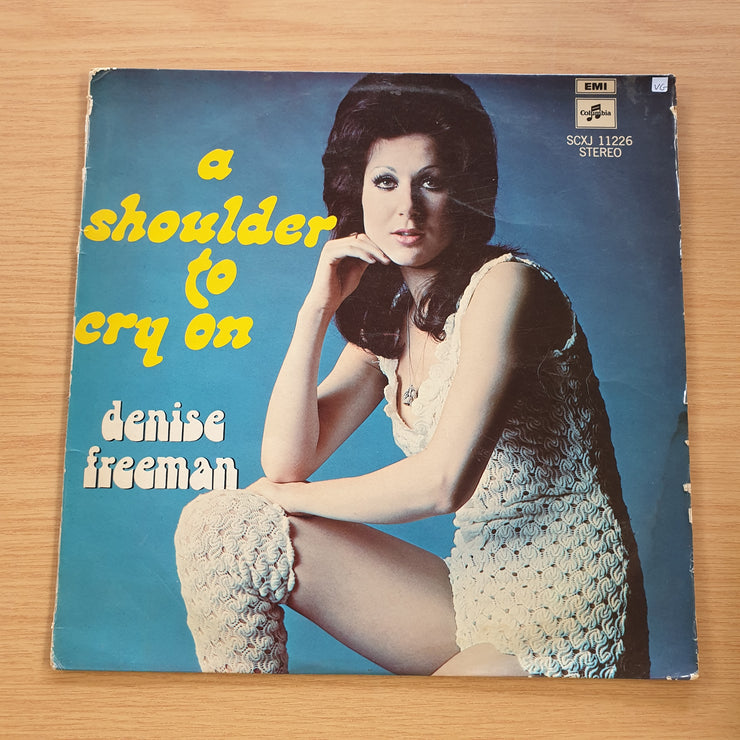 a
shoulder
to
cry on
denise
freeman
EMI
Columbia
SCXJ 11226
STEREO
VG